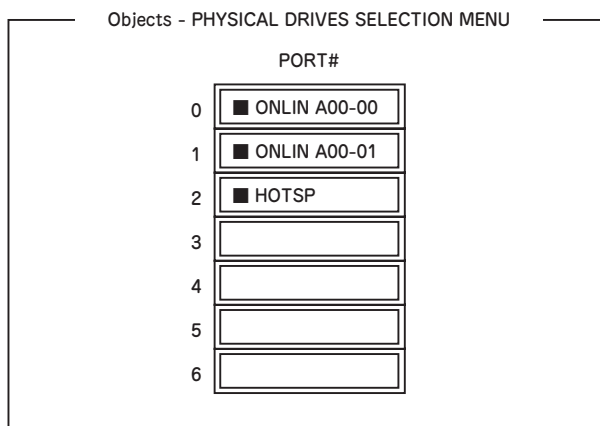 Objects - PHYSICAL DRIVES SELECTION MENU
PORT#
0 ■ ONLIN A00-00
1 ■ ONLIN A00-01
2 ■ HOTSP
3
4
5
6